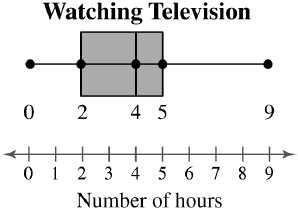 Watching Television
0 2 4 5 9
0 1 2 3 4 5 6 7 8 9
Number of hours